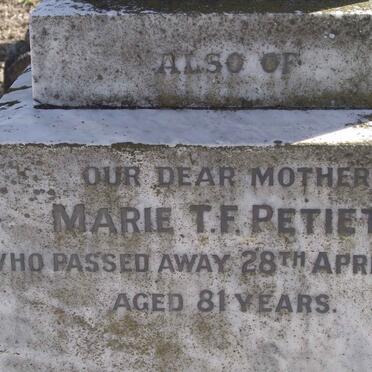 ALSO OF
OUR DEAR MOTHER
MARIE T.F. PETIET
WHO PASSED AWAY 28TH APRI
AGED 81 YEARS.